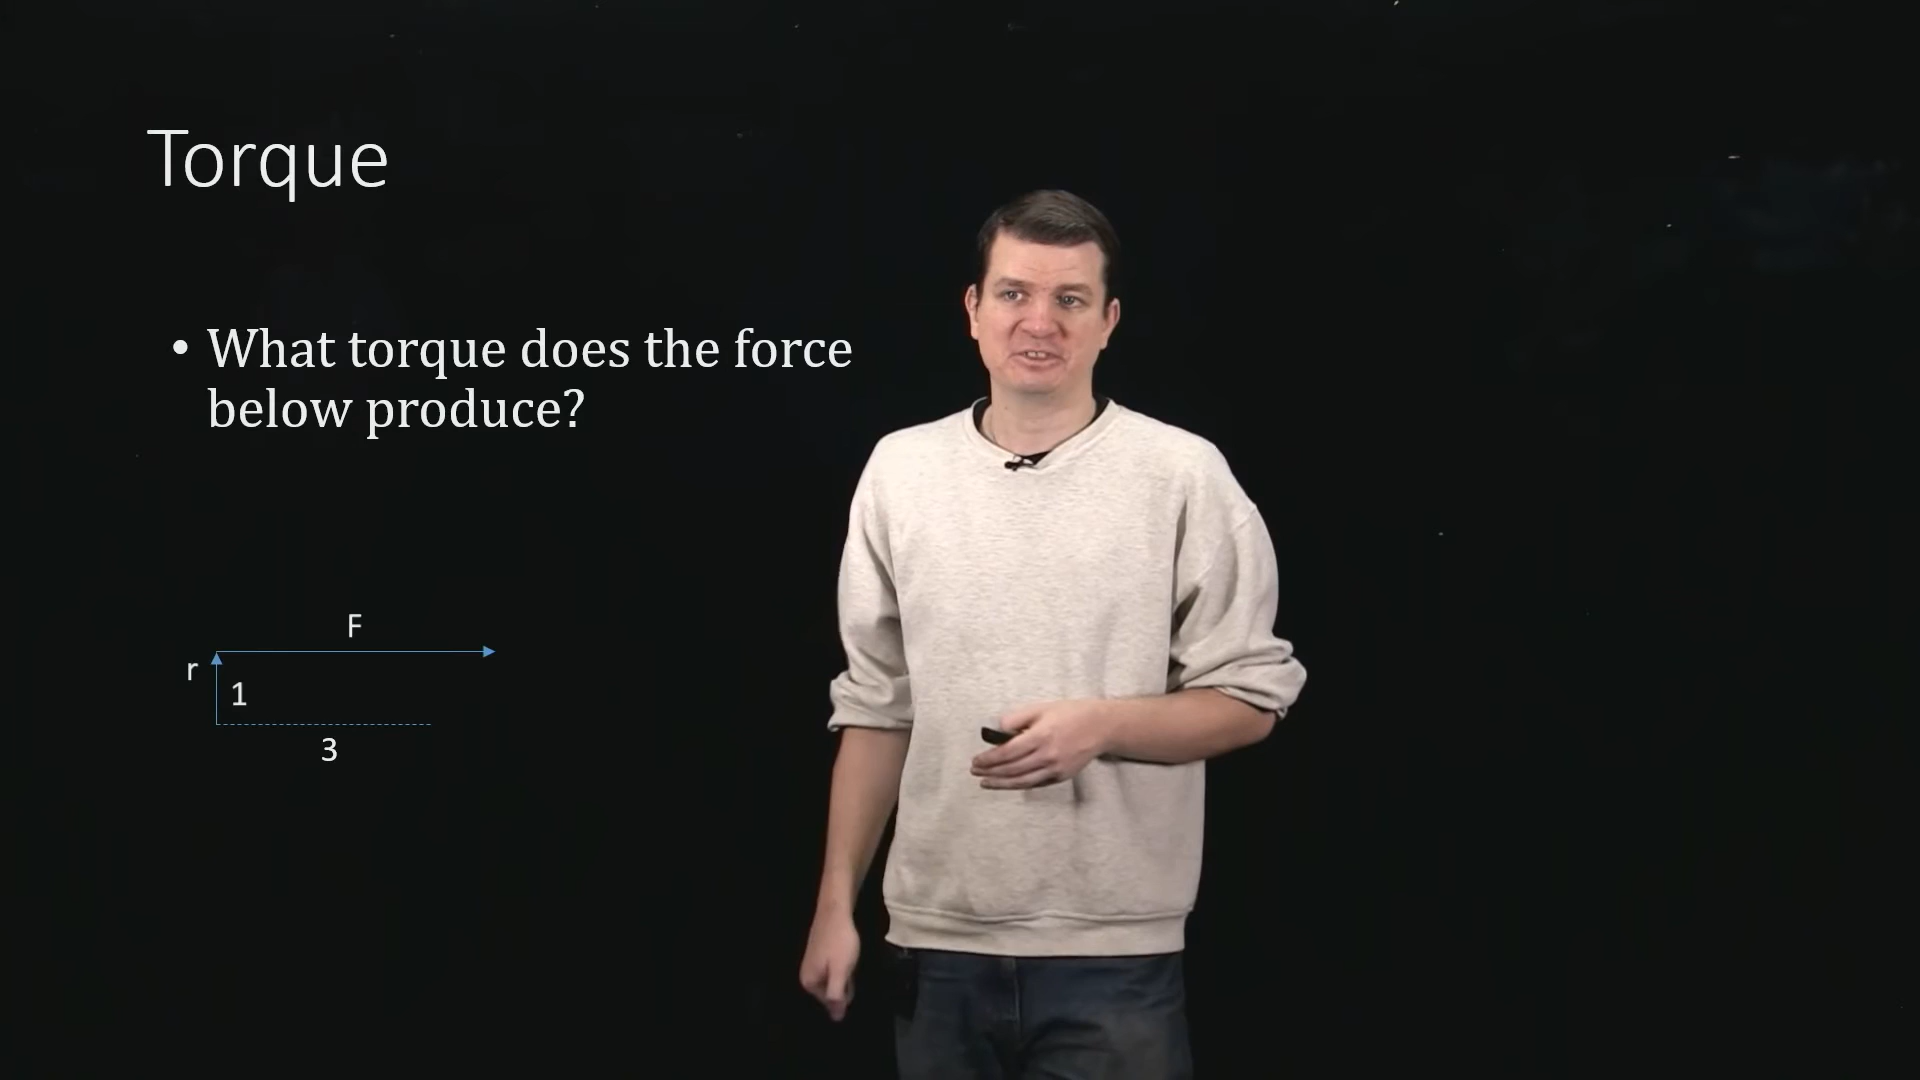 Torque
• What torque does the force
below produce?
F
r
1
3